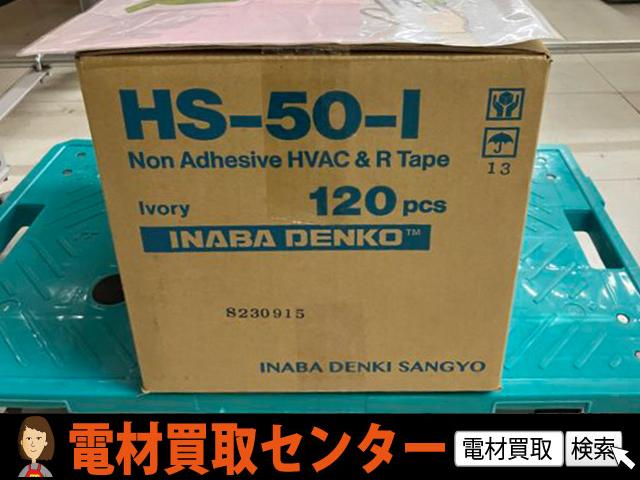 HS-50-I
Non Adhesive HVAC & R Tape
13
Ivory 120 pcs
INABA DENKO™
8230915
INABA DENKI SANGYO
電材買取センター 電材買取 検索